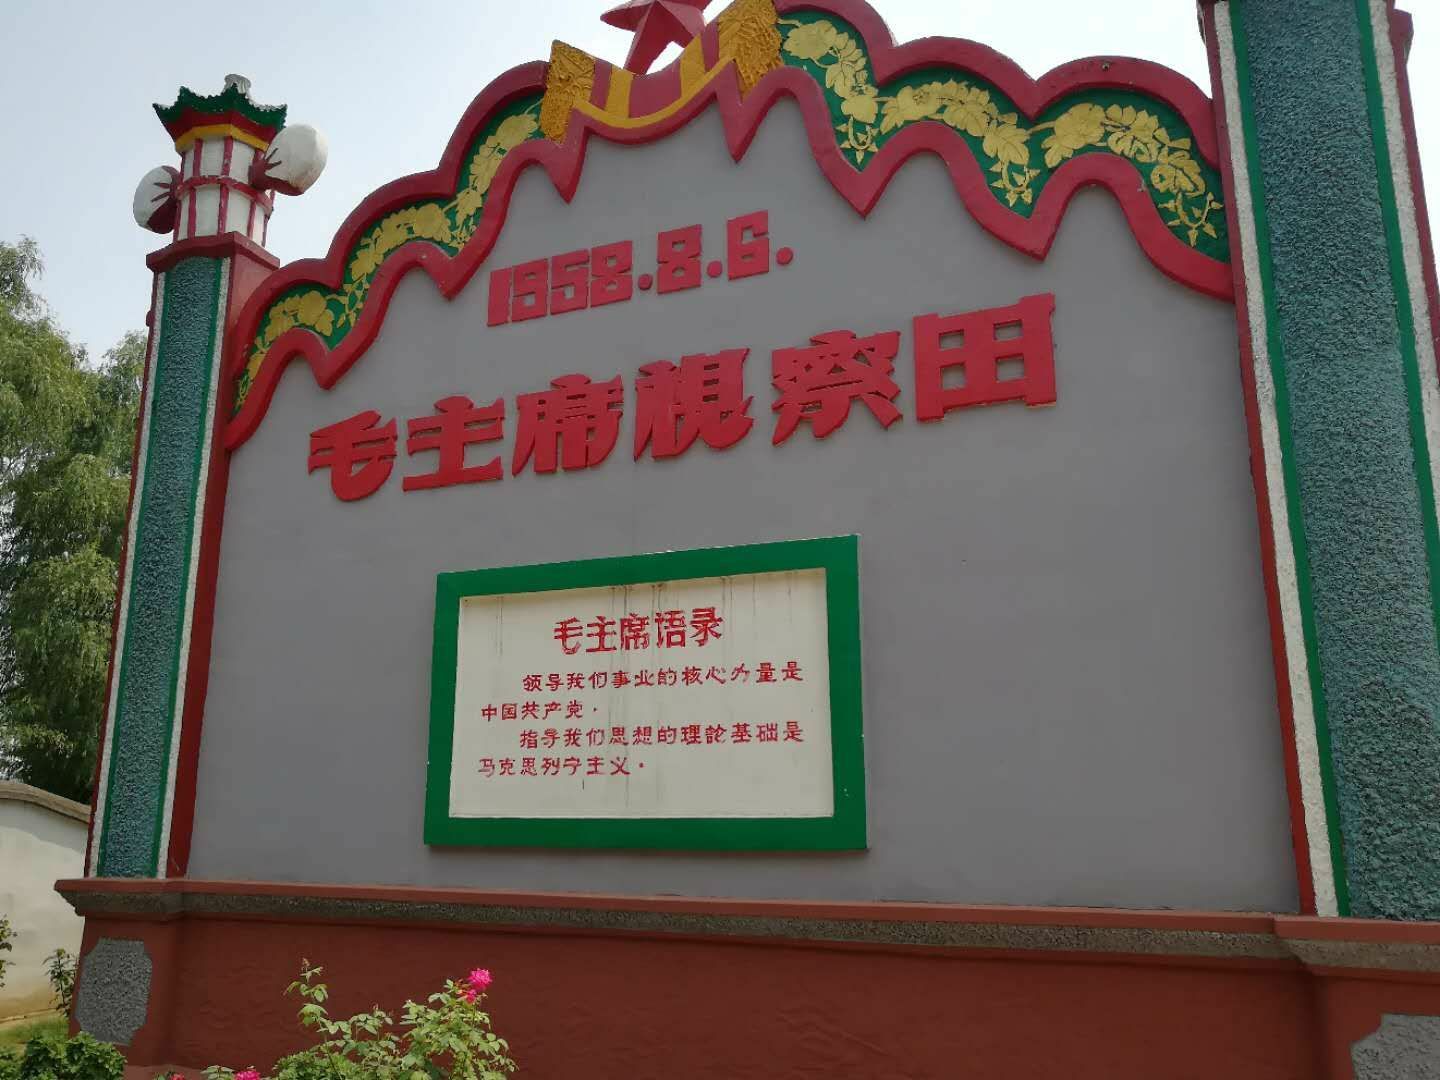 1958.8.6.
毛主席視察田
毛主席语录
领导我们事业的核心力量是
中国共产党.
指导我们思想的理論基础是
马克思列宁主义.